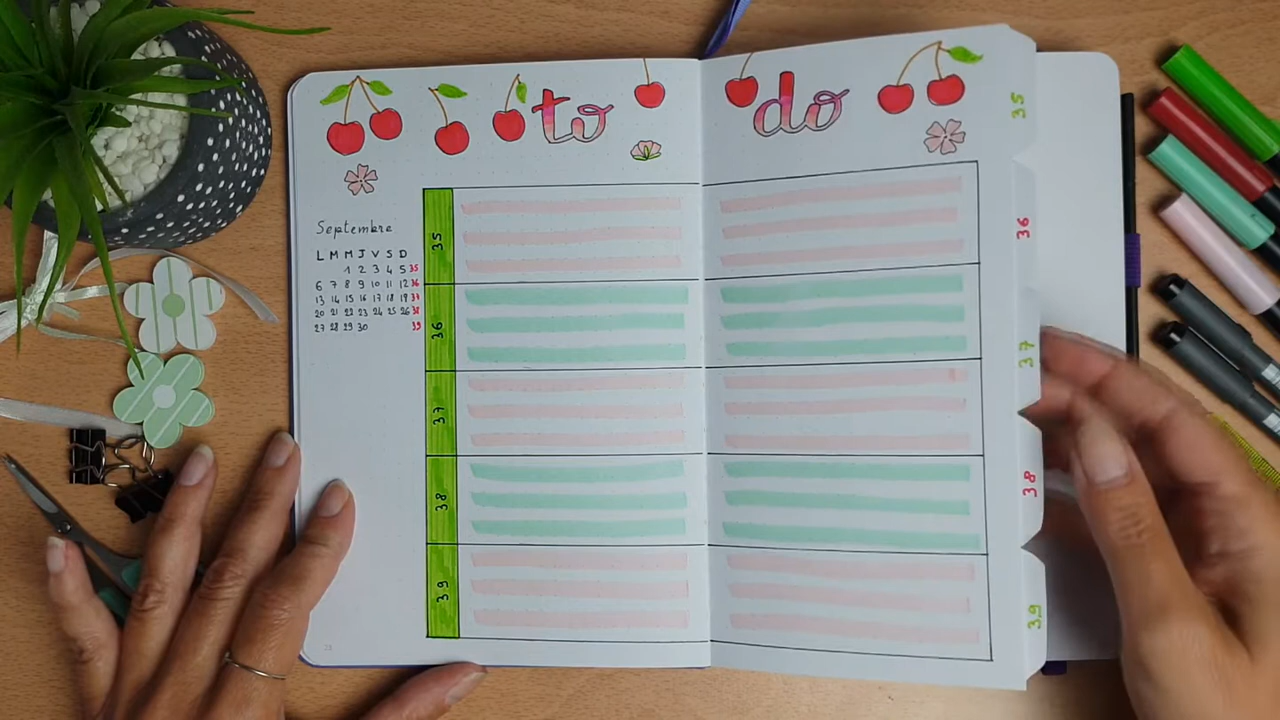 to do
Septembre
L M M J V S D
1 2 3 4 5 35
6 7 8 9 10 11 12 36
13 14 15 16 17 18 19 37
20 21 22 23 24 25 26 38
27 28 29 30 39
35
36
37
38
39
35
36
37
38
39
23